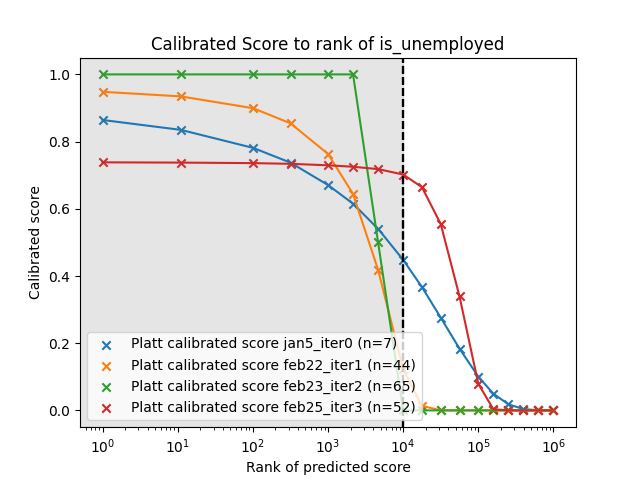 Calibrated Score to rank of is_unemployed
Calibrated score
1.0
0.8
0.6
0.4
0.2
0.0
Platt calibrated score jan5_iter0 (n=7)
Platt calibrated score feb22_iter1 (n=44)
Platt calibrated score feb23_iter2 (n=65)
Platt calibrated score feb25_iter3 (n=52)
10⁰ 10¹ 10² 10³ 10⁴ 10⁵ 10⁶
Rank of predicted score